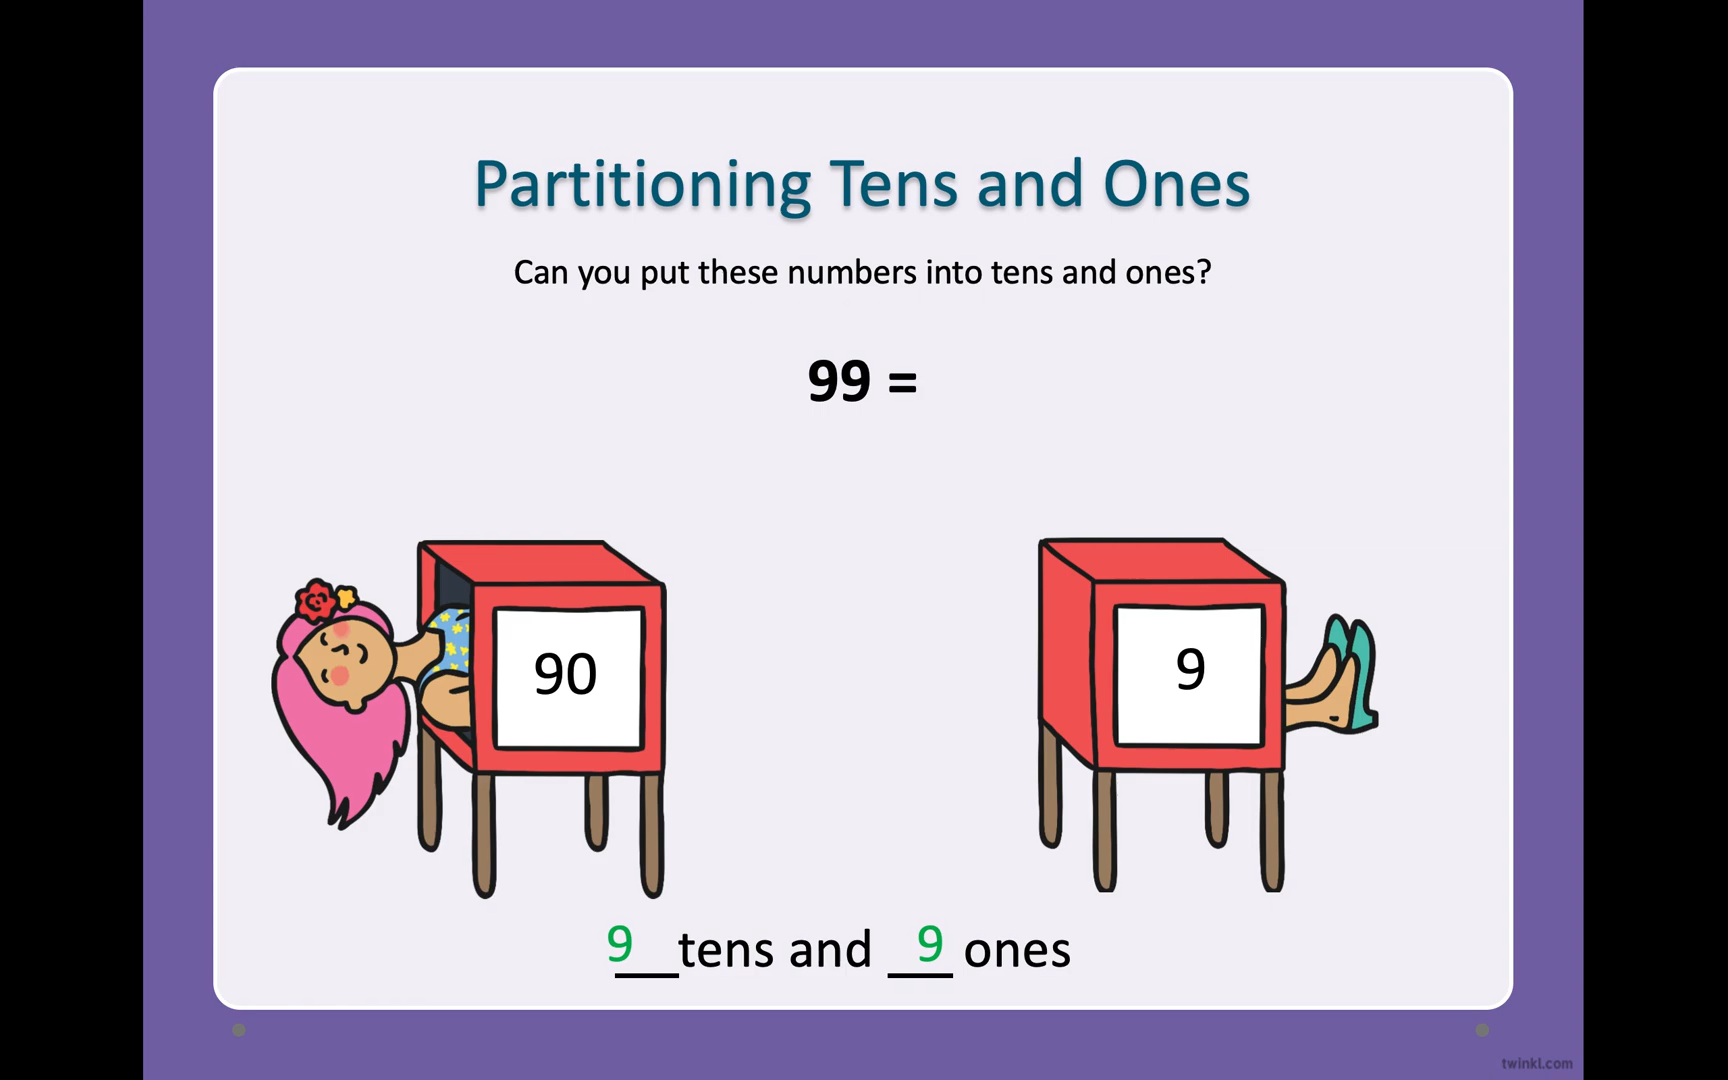 Partitioning Tens and Ones
Can you put these numbers into tens and ones?
99 =
90
9
9 tens and 9 ones
twinkl.com